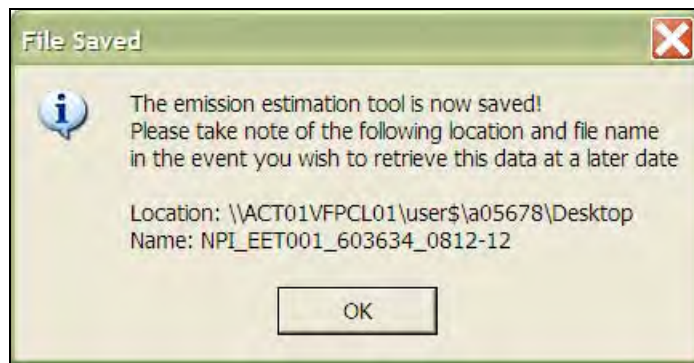 File Saved
The emission estimation tool is now saved!
Please take note of the following location and file name
in the event you wish to retrieve this data at a later date
Location: \\ACT01VFPCL01\user$\a05678\Desktop
Name: NPI_EET001_603634_0812-12
OK